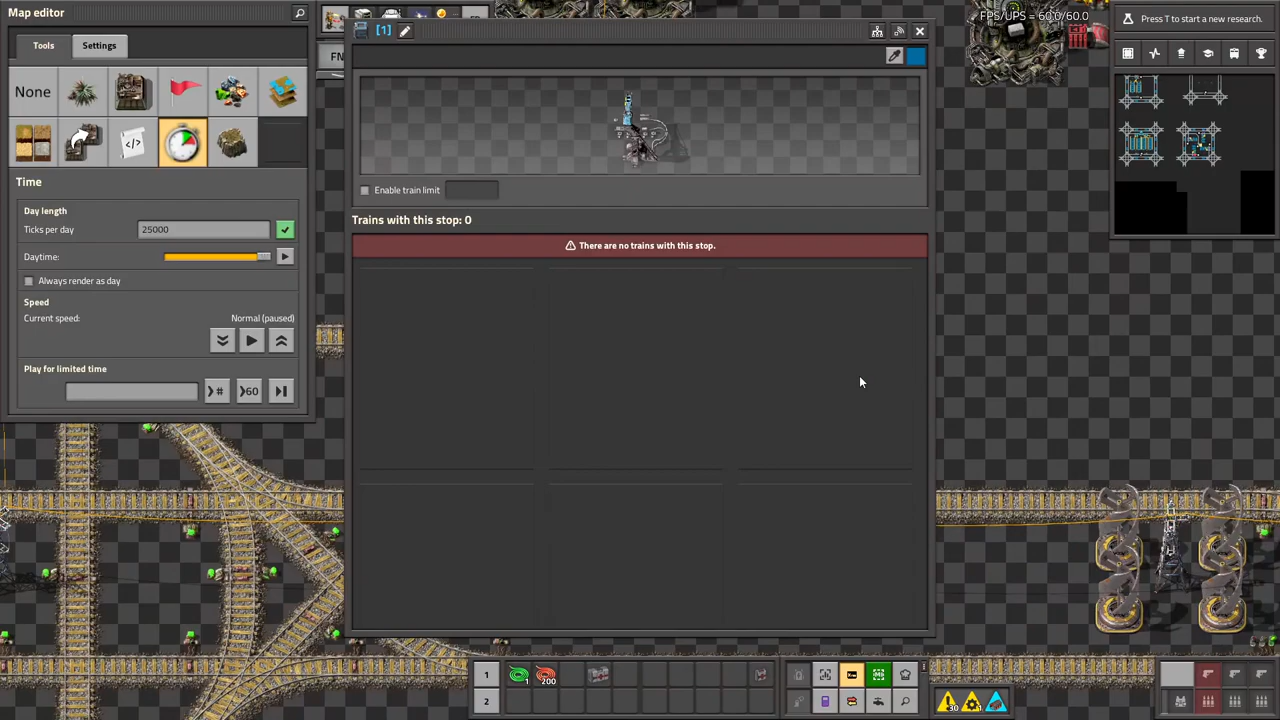 Map editor
Tools
Settings
None
Time
Day length
Ticks per day
25000
Daytime:
Always render as day
Speed
Current speed:
Normal (paused)
Play for limited time
#
60
[1]
Enable train limit
Trains with this stop: 0
There are no trains with this stop.
FPS/UPS = 60.0/60.0
Press T to start a new research.
1
1
200
2